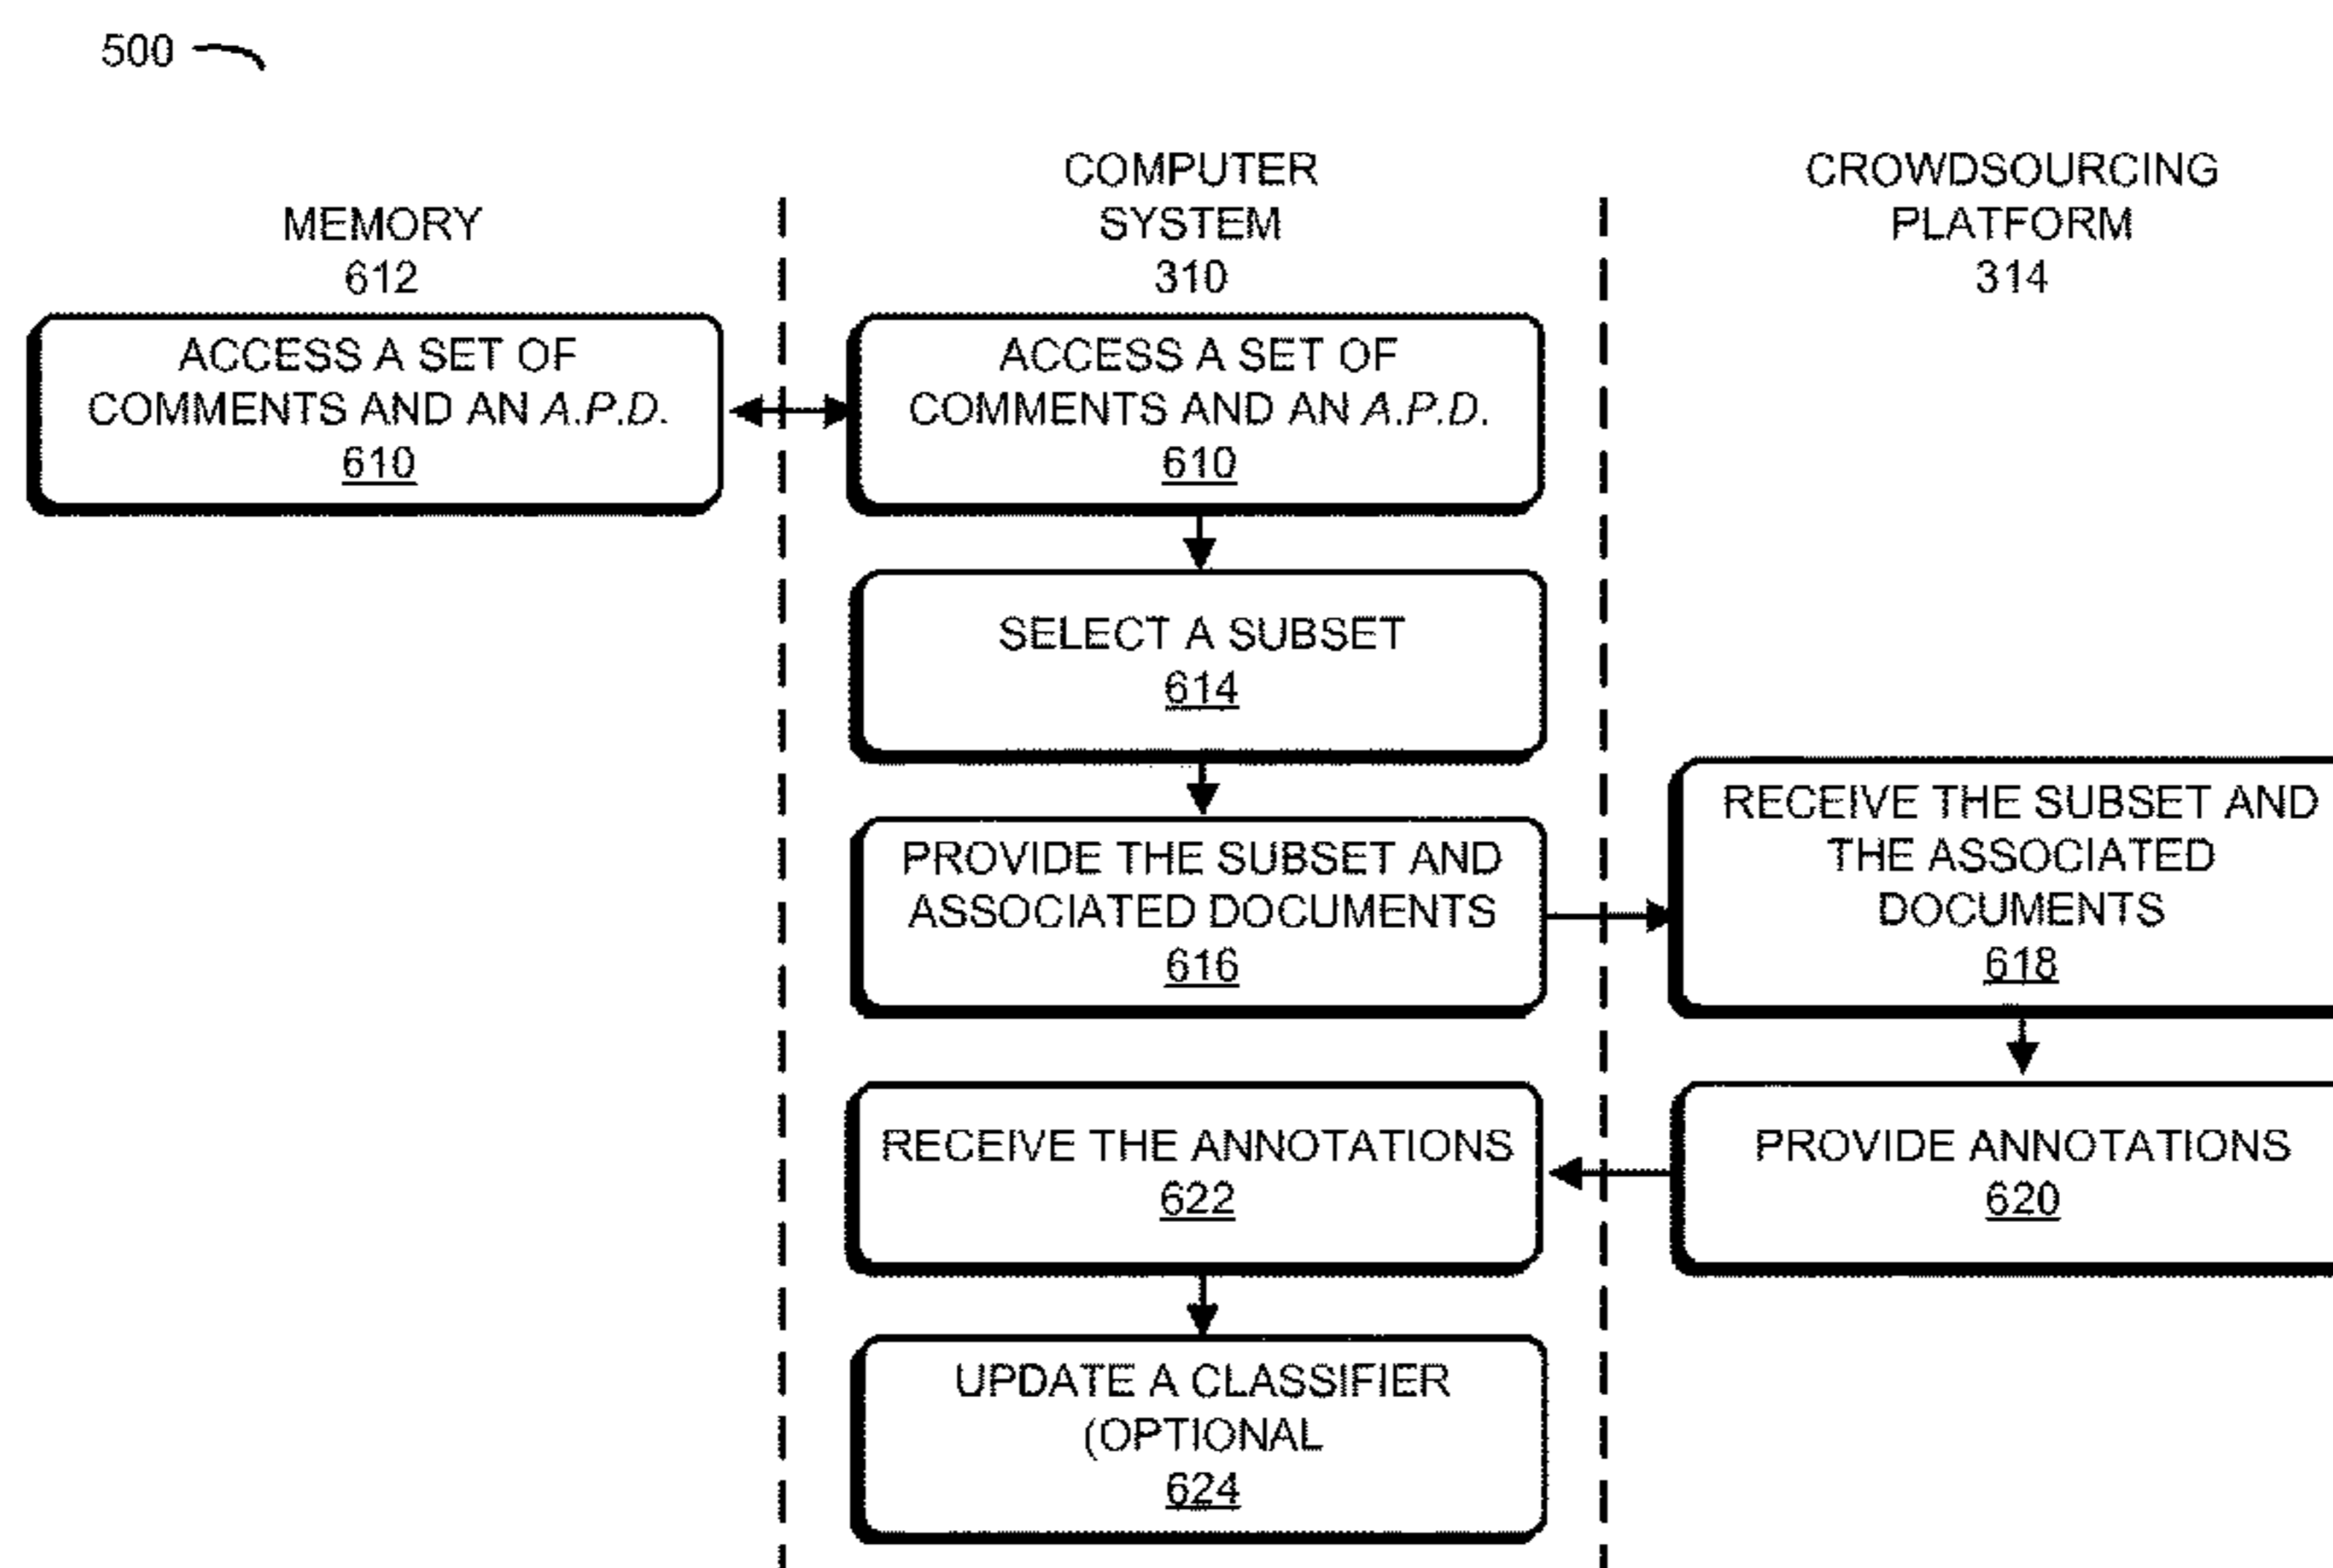 500
MEMORY
612
COMPUTER
SYSTEM
310
CROWDSOURCING
PLATFORM
314
ACCESS A SET OF
COMMENTS AND AN A.P.D.
610
ACCESS A SET OF
COMMENTS AND AN A.P.D.
610
SELECT A SUBSET
614
PROVIDE THE SUBSET AND
ASSOCIATED DOCUMENTS
616
RECEIVE THE SUBSET AND
THE ASSOCIATED
DOCUMENTS
618
PROVIDE ANNOTATIONS
620
RECEIVE THE ANNOTATIONS
622
UPDATE A CLASSIFIER
(OPTIONAL
624